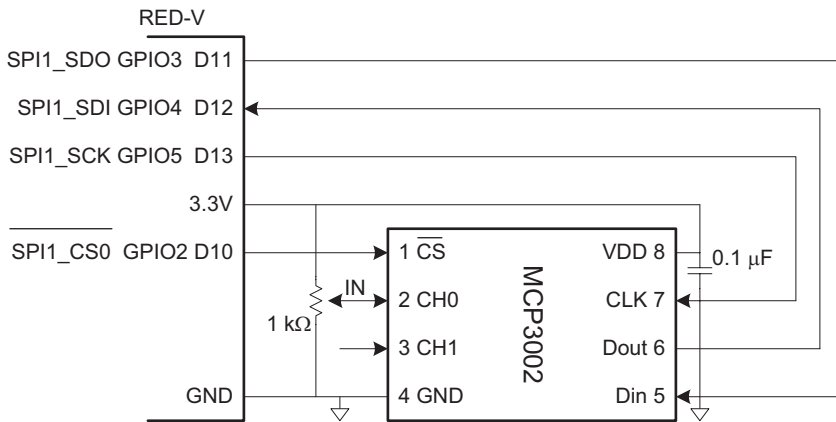 RED-V
SPI1_SDO GPIO3 D11
SPI1_SDI GPIO4 D12
SPI1_SCK GPIO5 D13
3.3V
SPI1_CS0 GPIO2 D10
GND
IN
1 kΩ
1 CS
2 CH0
3 CH1
4 GND
MCP3002
VDD 8
CLK 7
Dout 6
Din 5
0.1 μF